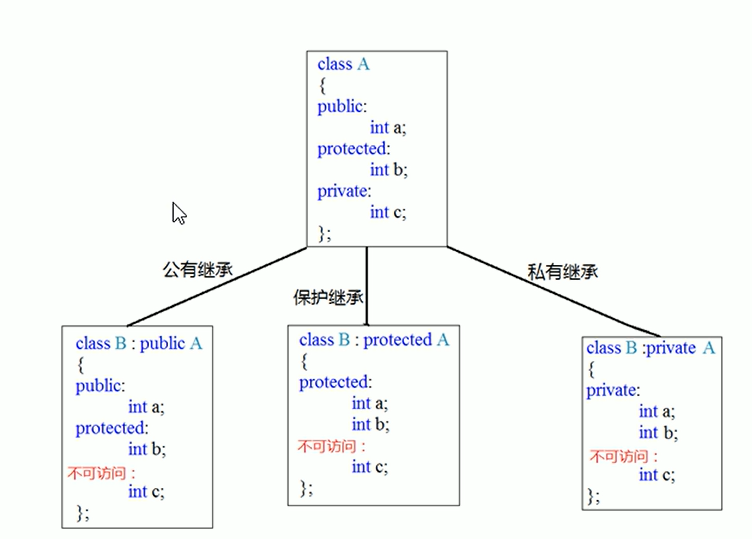 class A
{
public:
int a;
protected:
int b;
private:
int c;
};
公有继承
保护继承
私有继承
class B : public A
{
public:
int a;
protected:
int b;
不可访问：
int c;
};
class B : protected A
{
protected:
int a;
int b;
不可访问：
int c;
};
class B :private A
{
private:
int a;
int b;
不可访问：
int c;
};